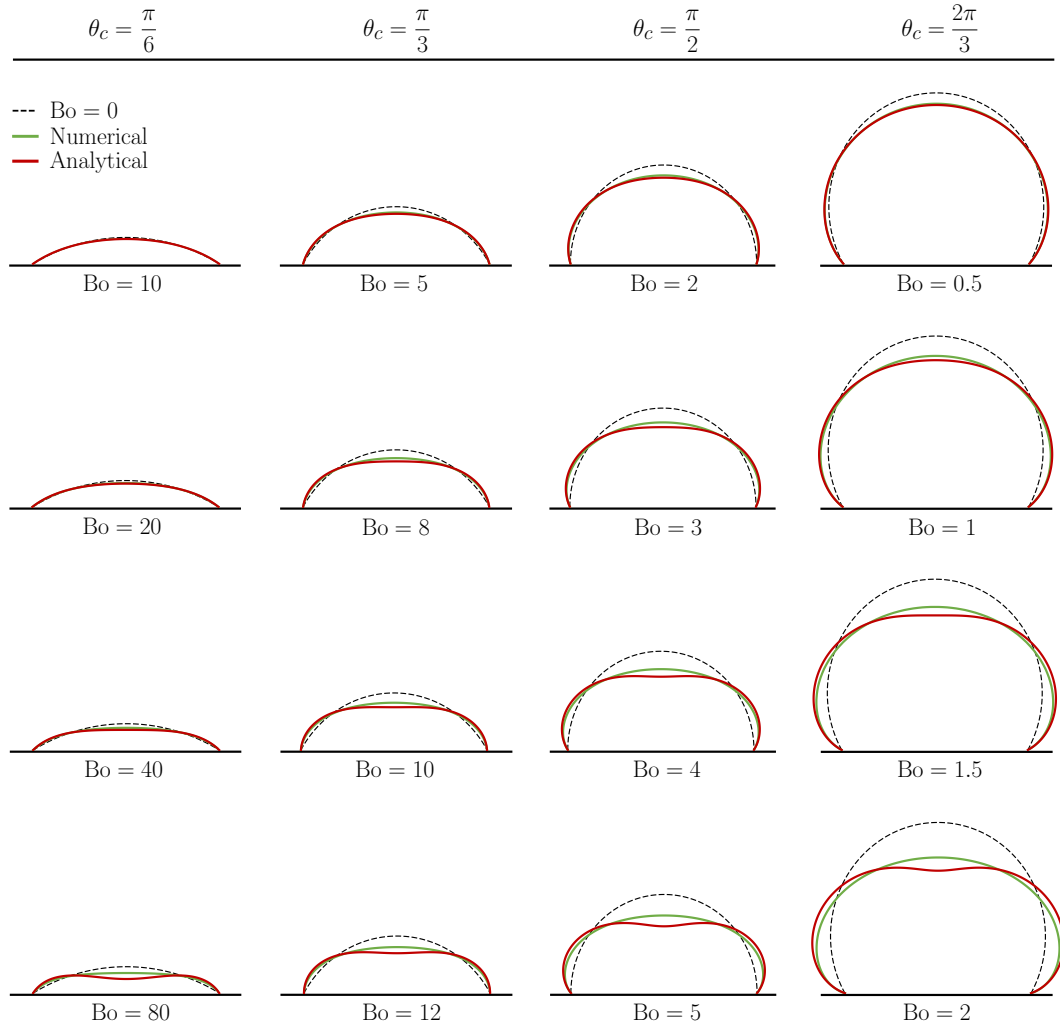 θ_c = π/6 θ_c = π/3 θ_c = π/2 θ_c = 2π/3
Bo = 0
Numerical
Analytical
Bo = 10 Bo = 5 Bo = 2 Bo = 0.5
Bo = 20 Bo = 8 Bo = 3 Bo = 1
Bo = 40 Bo = 10 Bo = 4 Bo = 1.5
Bo = 80 Bo = 12 Bo = 5 Bo = 2